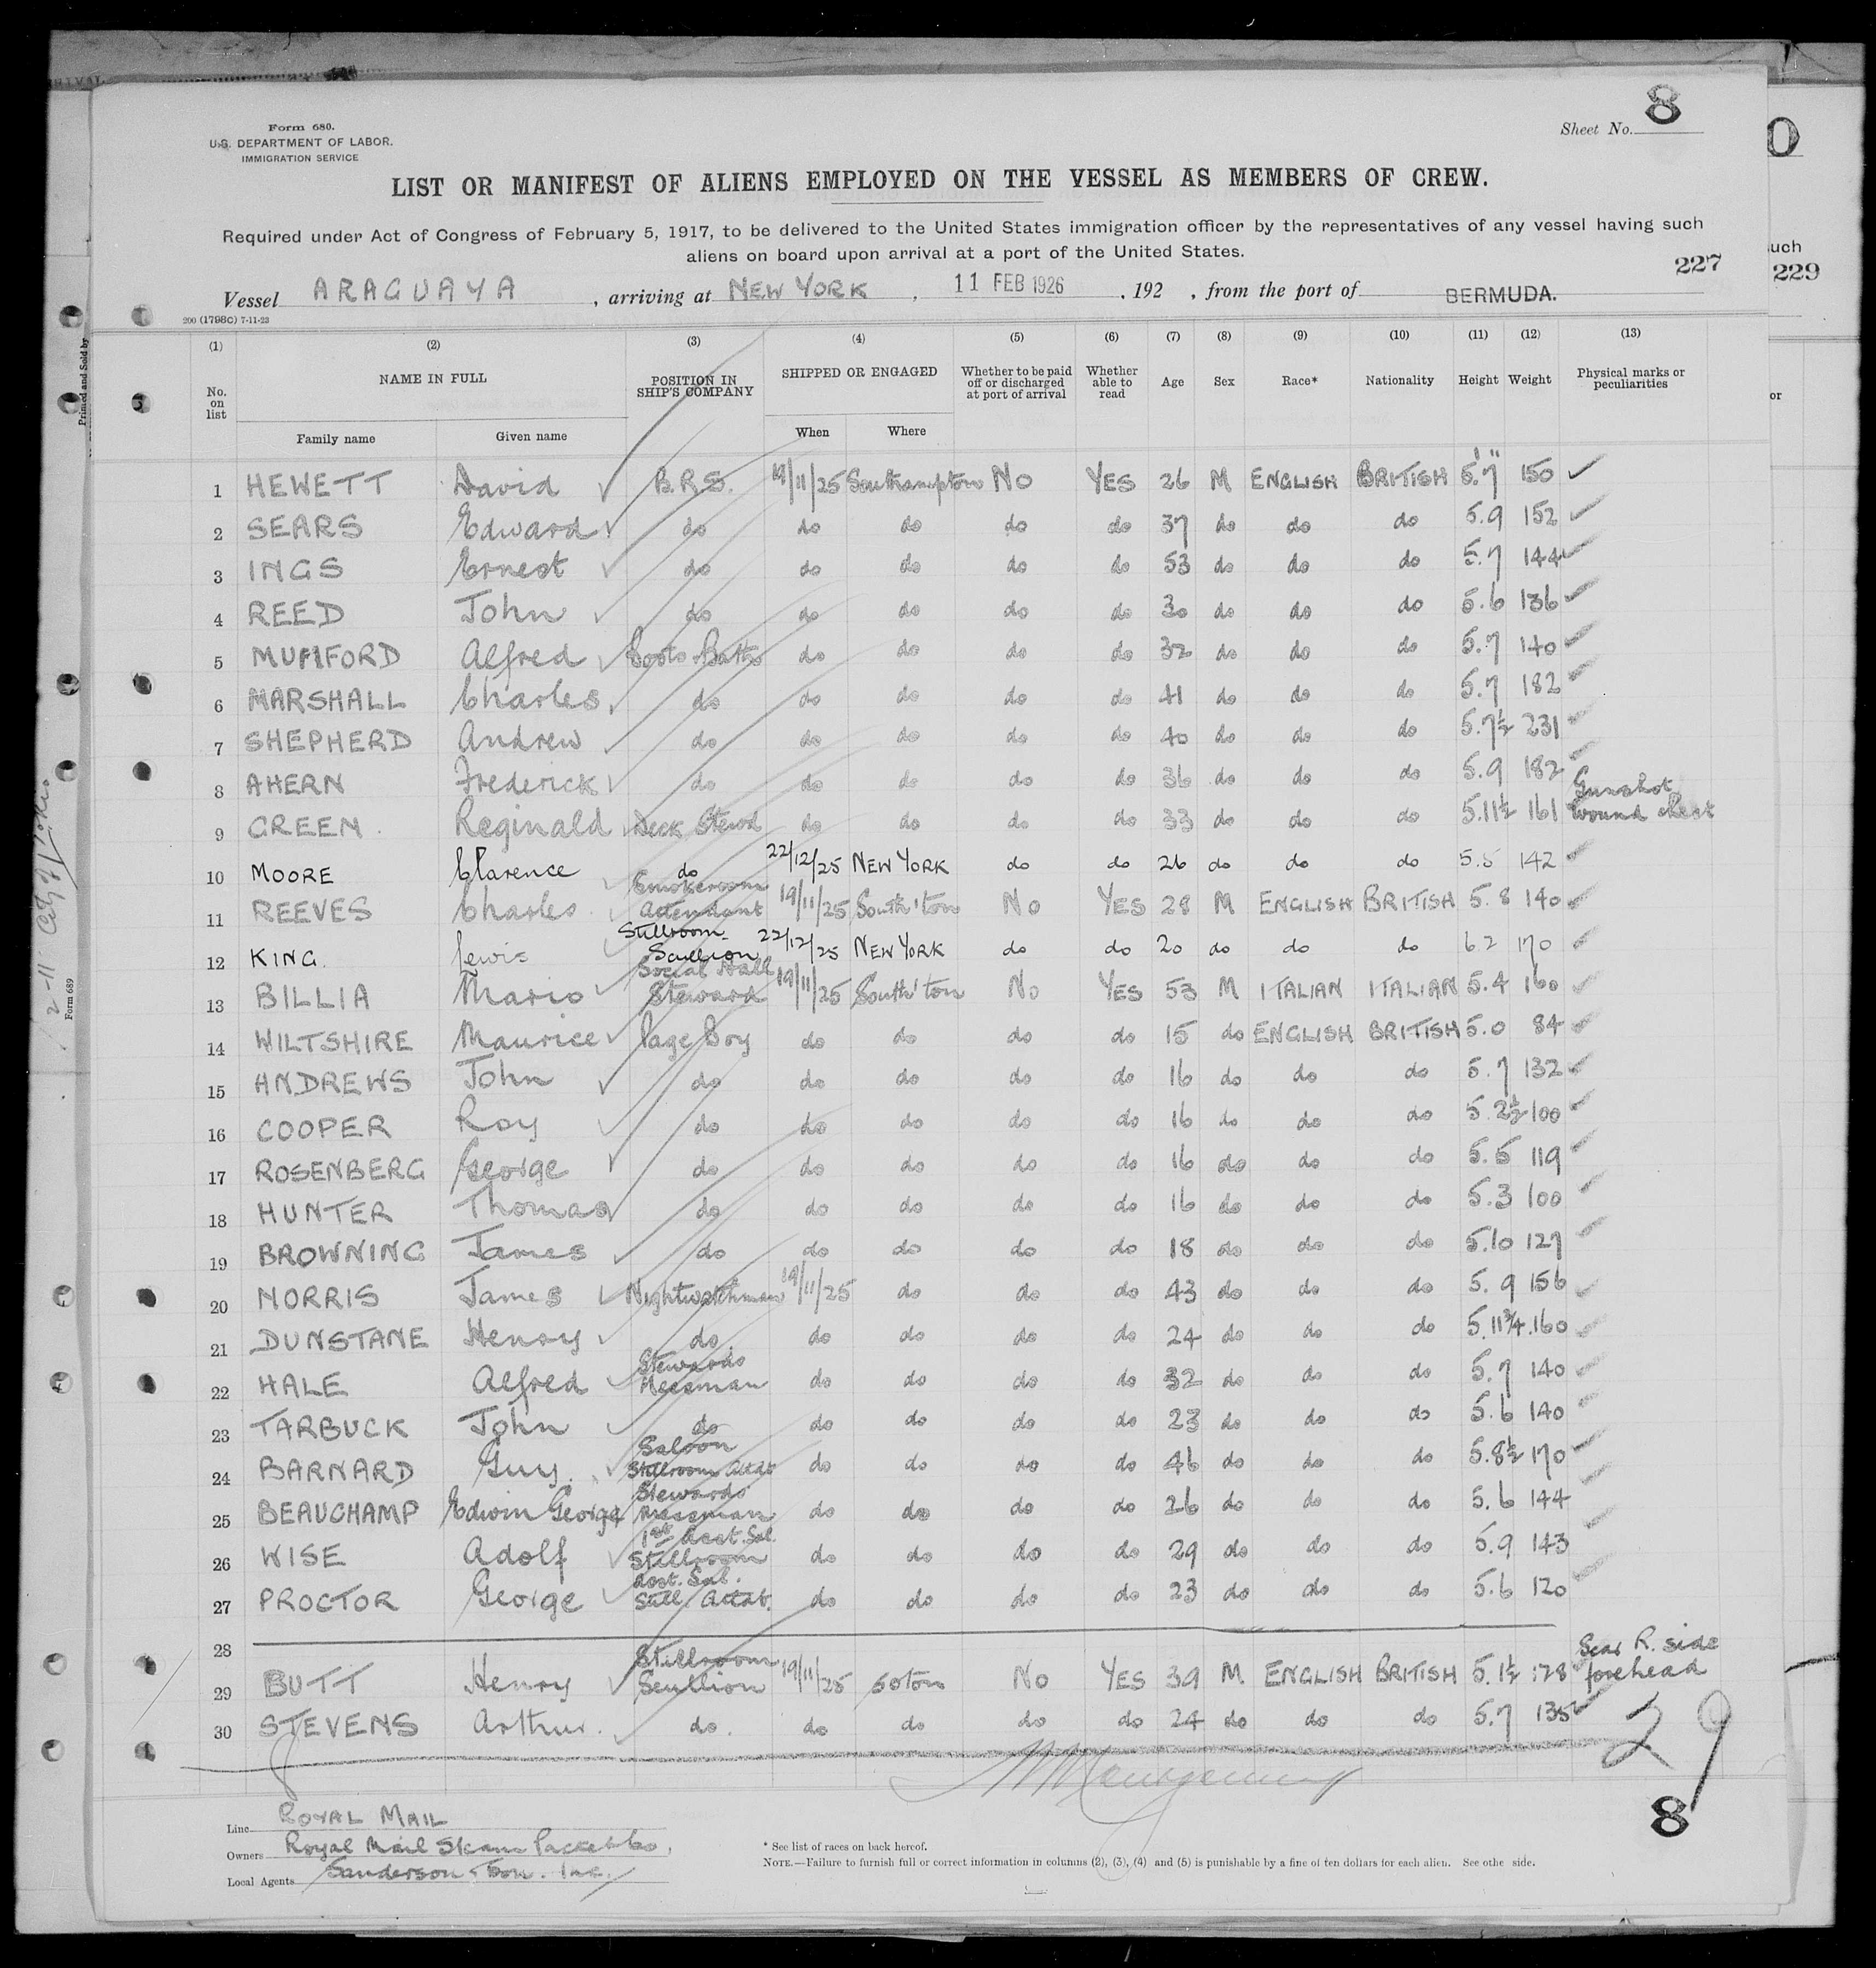 8
Form 680.
U.S. DEPARTMENT OF LABOR.
IMMIGRATION SERVICE
Sheet No.
LIST OR MANIFEST OF ALIENS EMPLOYED ON THE VESSEL AS MEMBERS OF CREW.
Required under Act of Congress of February 5, 1917, to be delivered to the United States immigration officer by the representatives of any vessel having such
aliens on board upon arrival at a port of the United States.
227
uch
229
Vessel ARAGUAYA , arriving at NEW YORK , 11 FEB 1926 , 192 , from the port of BERMUDA.
200 (1798c) 7-11-23
(1) (2) (3) (4) (5) (6) (7) (8) (9) (10) (11) (12) (13)
No. on list NAME IN FULL POSITION IN SHIP'S COMPANY SHIPPED OR ENGAGED Whether to be paid off or discharged at port of arrival Whether able to read Age Sex Race* Nationality Height Weight Physical marks or peculiarities
Family name Given name When Where
1 HEWETT David B.R.S. 19/11/25 Southampton No YES 26 M ENGLISH BRITISH 5'.7" 150
2 SEARS Edward do do do do do 37 do do do 5.9 152
3 INGS Ernest do do do do do 53 do do do 5.7 144
4 REED John do do do do do 30 do do do 5.6 136
5 MUMFORD Alfred Boots-Baths do do do do 32 do do do 5.7 140
6 MARSHALL Charles do do do do do 41 do do do 5.7 182
7 SHEPHERD Andrew do do do do do 40 do do do 5.7½ 231
8 AHERN Frederick do do do do do 36 do do do 5.9 182
9 GREEN Reginald Deck Stewd do do do do 33 do do do 5.11½ 161 Gunshot wound chest
10 MOORE Clarence do 22/12/25 NEW YORK do do 26 do do do 5.5 142
11 REEVES Charles Smokeroom Attendant 19/11/25 South'ton No YES 28 M ENGLISH BRITISH 5.8 140
12 KING. Lewis Stillroom Scullion 22/12/25 NEW YORK do do 20 do do do 6.2 170
13 BILLIA Mario Social Hall Steward 19/11/25 South'ton No YES 53 M ITALIAN ITALIAN 5.4 160
14 WILTSHIRE Maurice Page Boy do do do do 15 do ENGLISH BRITISH 5.0 84
15 ANDREWS John do do do do do 16 do do do 5.7 132
16 COOPER Roy do do do do do 16 do do do 5.2½ 100
17 ROSENBERG George do do do do do 16 do do do 5.5 119
18 HUNTER Thomas do do do do do 16 do do do 5.3 100
19 BROWNING James do do do do do 18 do do do 5.10 127
20 NORRIS James Nightwatchman 19/11/25 do do do 43 do do do 5.9 156
21 DUNSTANE Henry do do do do do 24 do do do 5.11¾ 160
22 HALE Alfred Stewards Messman do do do do 32 do do do 5.7 140
23 TARBUCK John do do do do do 23 do do do 5.6 140
24 BARNARD Guy. Saloon Stillroom Attdt do do do do 46 do do do 5.8½ 170
25 BEAUCHAMP Edwin George Stewards Messman do do do do 26 do do do 5.6 144
26 WISE Adolf 1st Asst. Sal. Stillroom do do do do 29 do do do 5.9 143
27 PROCTOR George Asst. Sal. Still. Attdt. do do do do 23 do do do 5.6 120
28
29 BUTT Henry Stillroom Scullion 19/11/25 Soton No YES 39 M ENGLISH BRITISH 5.1½ 128 Scar R. side forehead
30 STEVENS Arthur. do. do do do do 24 do do do 5.7 135
29
8
Line ROYAL MAIL
Owners Royal Mail Steam Packet Co.
Local Agents Sanderson & Son. Inc.
* See list of races on back hereof.
NOTE.—Failure to furnish full or correct information in columns (2), (3), (4) and (5) is punishable by a fine of ten dollars for each alien. See othe side.
Printed and Sold by
Form 689
or